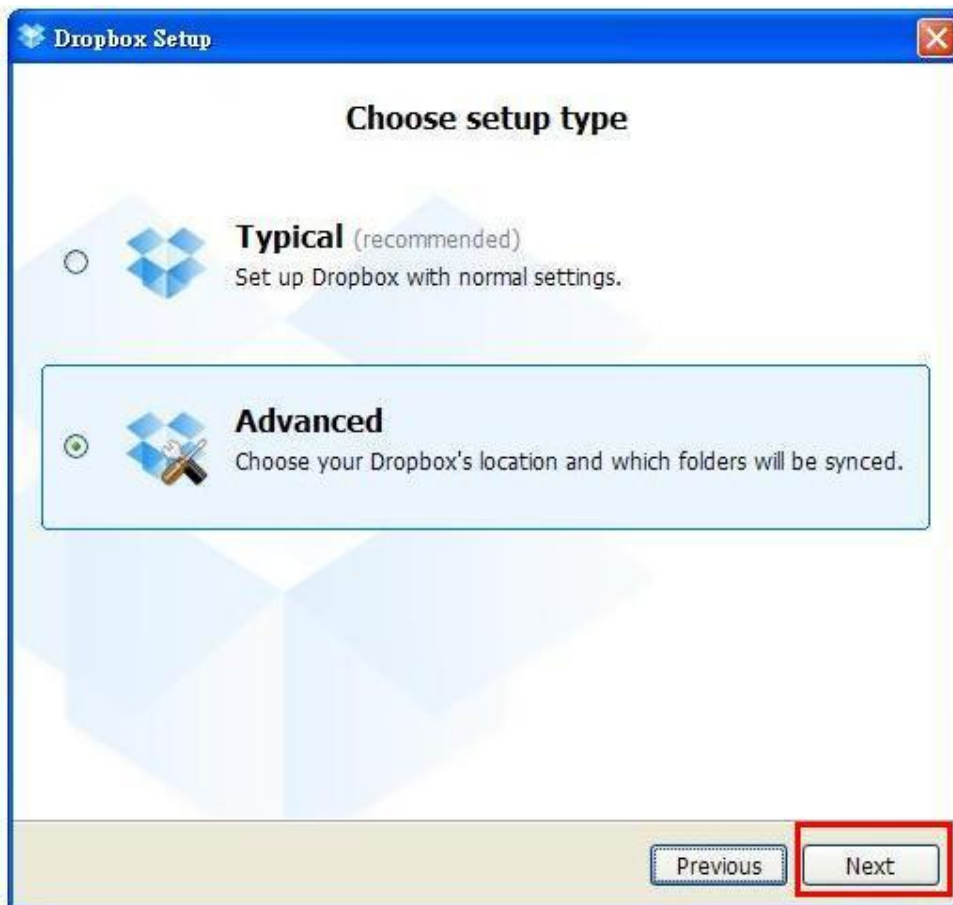 Dropbox Setup
Choose setup type
Typical (recommended)
Set up Dropbox with normal settings.
Advanced
Choose your Dropbox's location and which folders will be synced.
Previous
Next